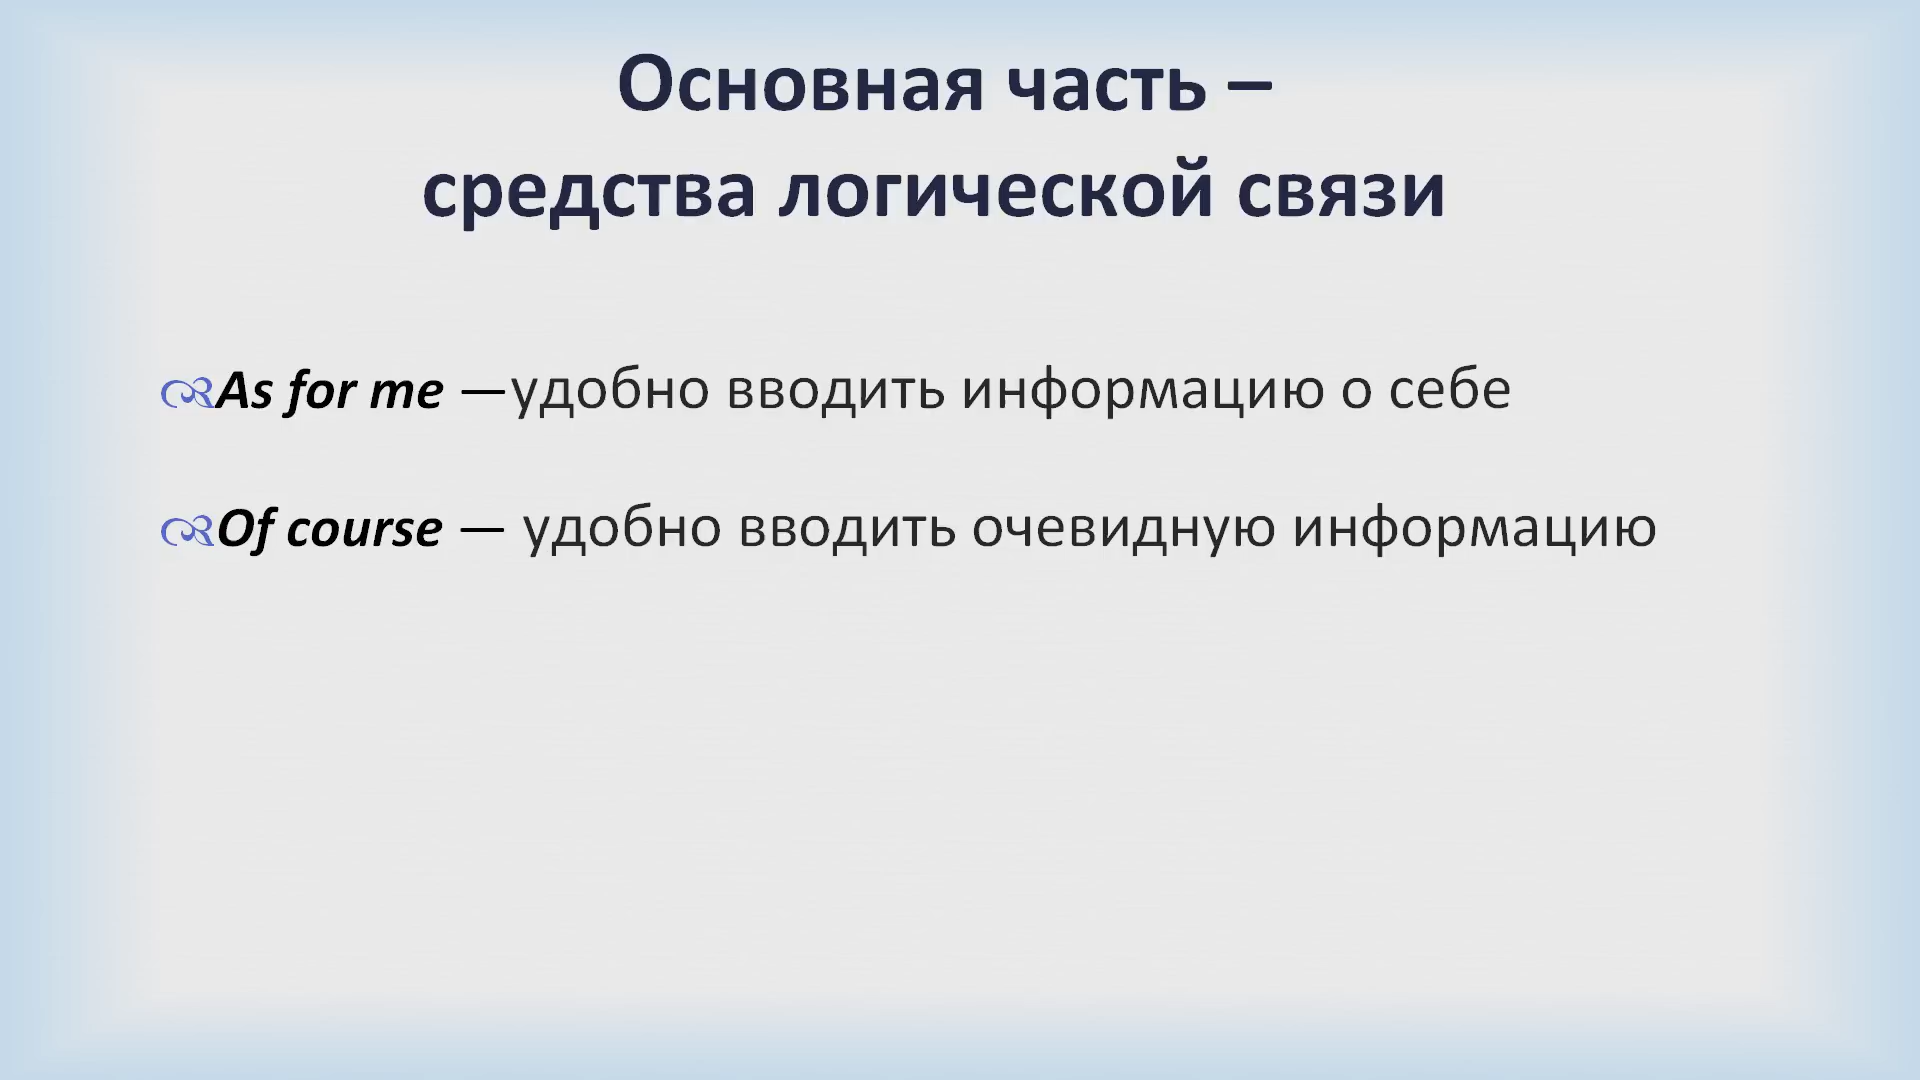 Основная часть –
средства логической связи
As for me —удобно вводить информацию о себе
Of course — удобно вводить очевидную информацию